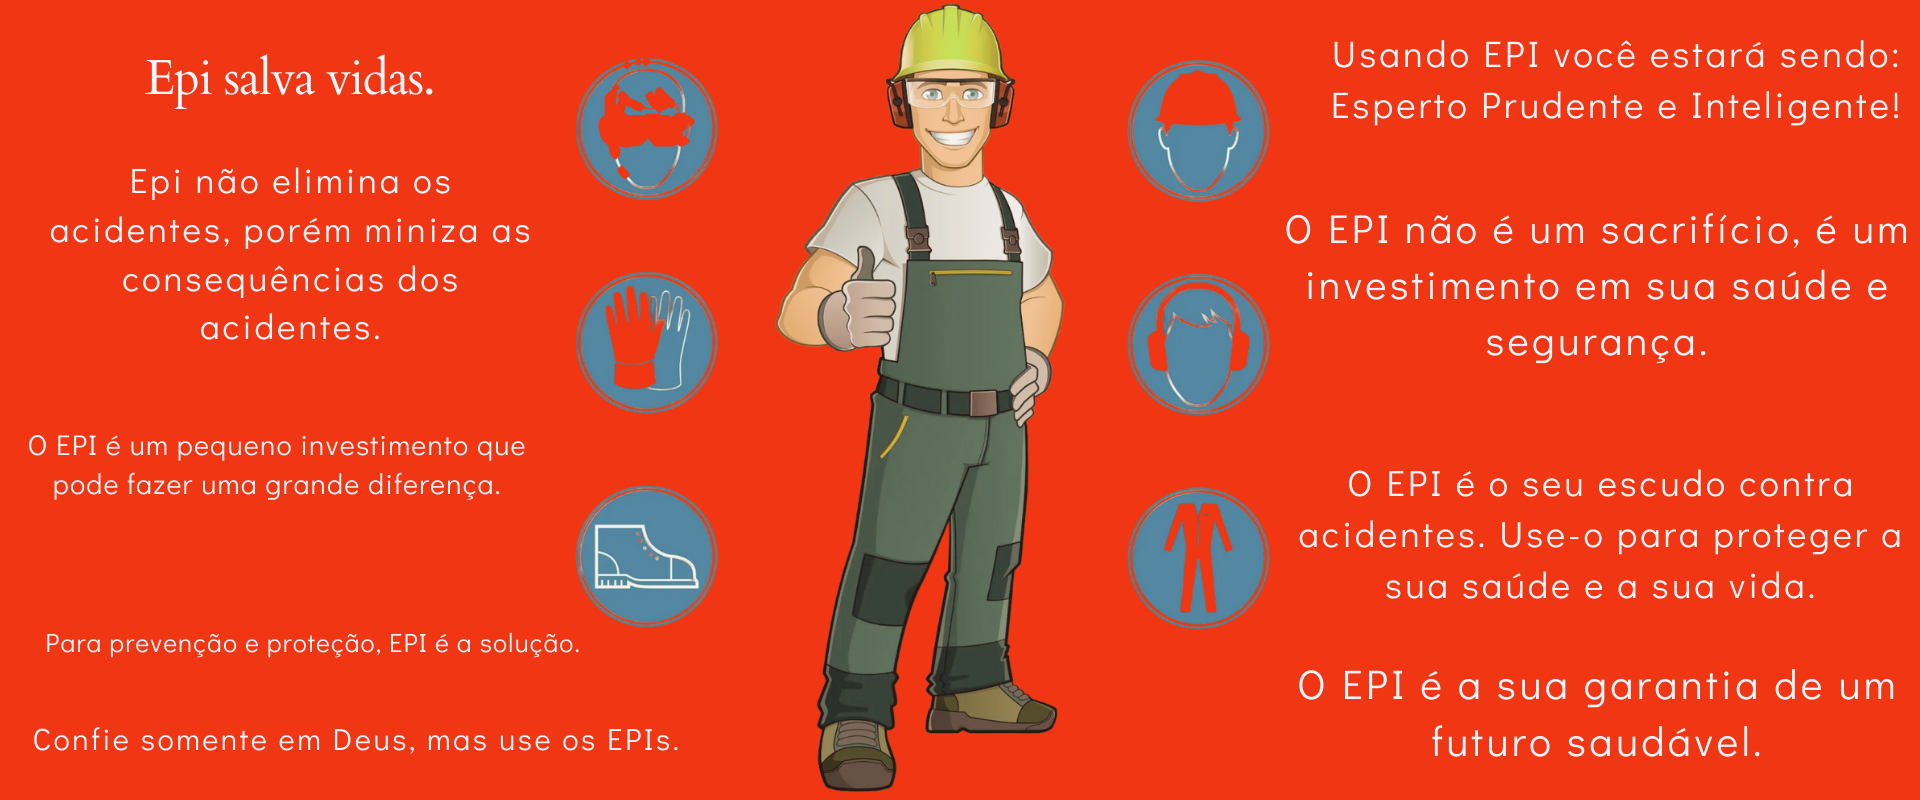 Epi salva vidas.
Epi não elimina os
acidentes, porém miniza as
consequências dos
acidentes.
O EPI é um pequeno investimento que
pode fazer uma grande diferença.
Para prevenção e proteção, EPI é a solução.
Confie somente em Deus, mas use os EPIs.
Usando EPI você estará sendo:
Esperto Prudente e Inteligente!
O EPI não é um sacrifício, é um
investimento em sua saúde e
segurança.
O EPI é o seu escudo contra
acidentes. Use-o para proteger a
sua saúde e a sua vida.
O EPI é a sua garantia de um
futuro saudável.